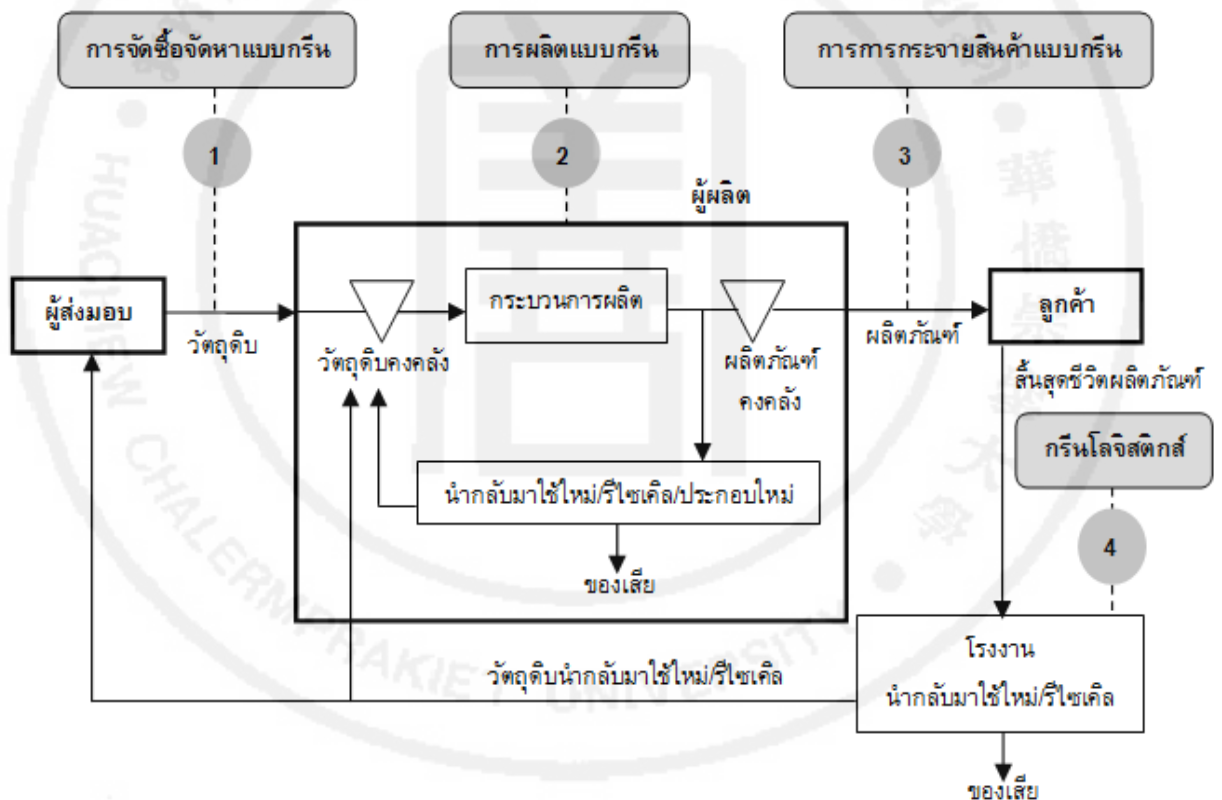 การจัดซื้อจัดหาแบบกรีน
การผลิตแบบกรีน
การการกระจายสินค้าแบบกรีน
1
2
3
ผู้ผลิต
ผู้ส่งมอบ
วัตถุดิบ
วัตถุดิบคงคลัง
กระบวนการผลิต
ผลิตภัณฑ์
คงคลัง
ผลิตภัณฑ์
ลูกค้า
สิ้นสุดชีวิตผลิตภัณฑ์
กรีนโลจิสติกส์
4
นำกลับมาใช้ใหม่/รีไซเคิล/ประกอบใหม่
ของเสีย
โรงงาน
นำกลับมาใช้ใหม่/รีไซเคิล
วัตถุดิบนำกลับมาใช้ใหม่/รีไซเคิล
ของเสีย
HUACHIEW CHALERMPRAKIET UNIVERSITY
華僑崇聖大學